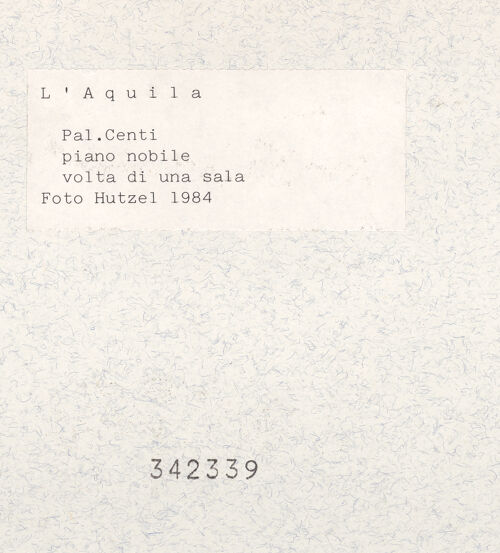 L'Aquila
Pal.Centi
piano nobile
volta di una sala
Foto Hutzel 1984
342339